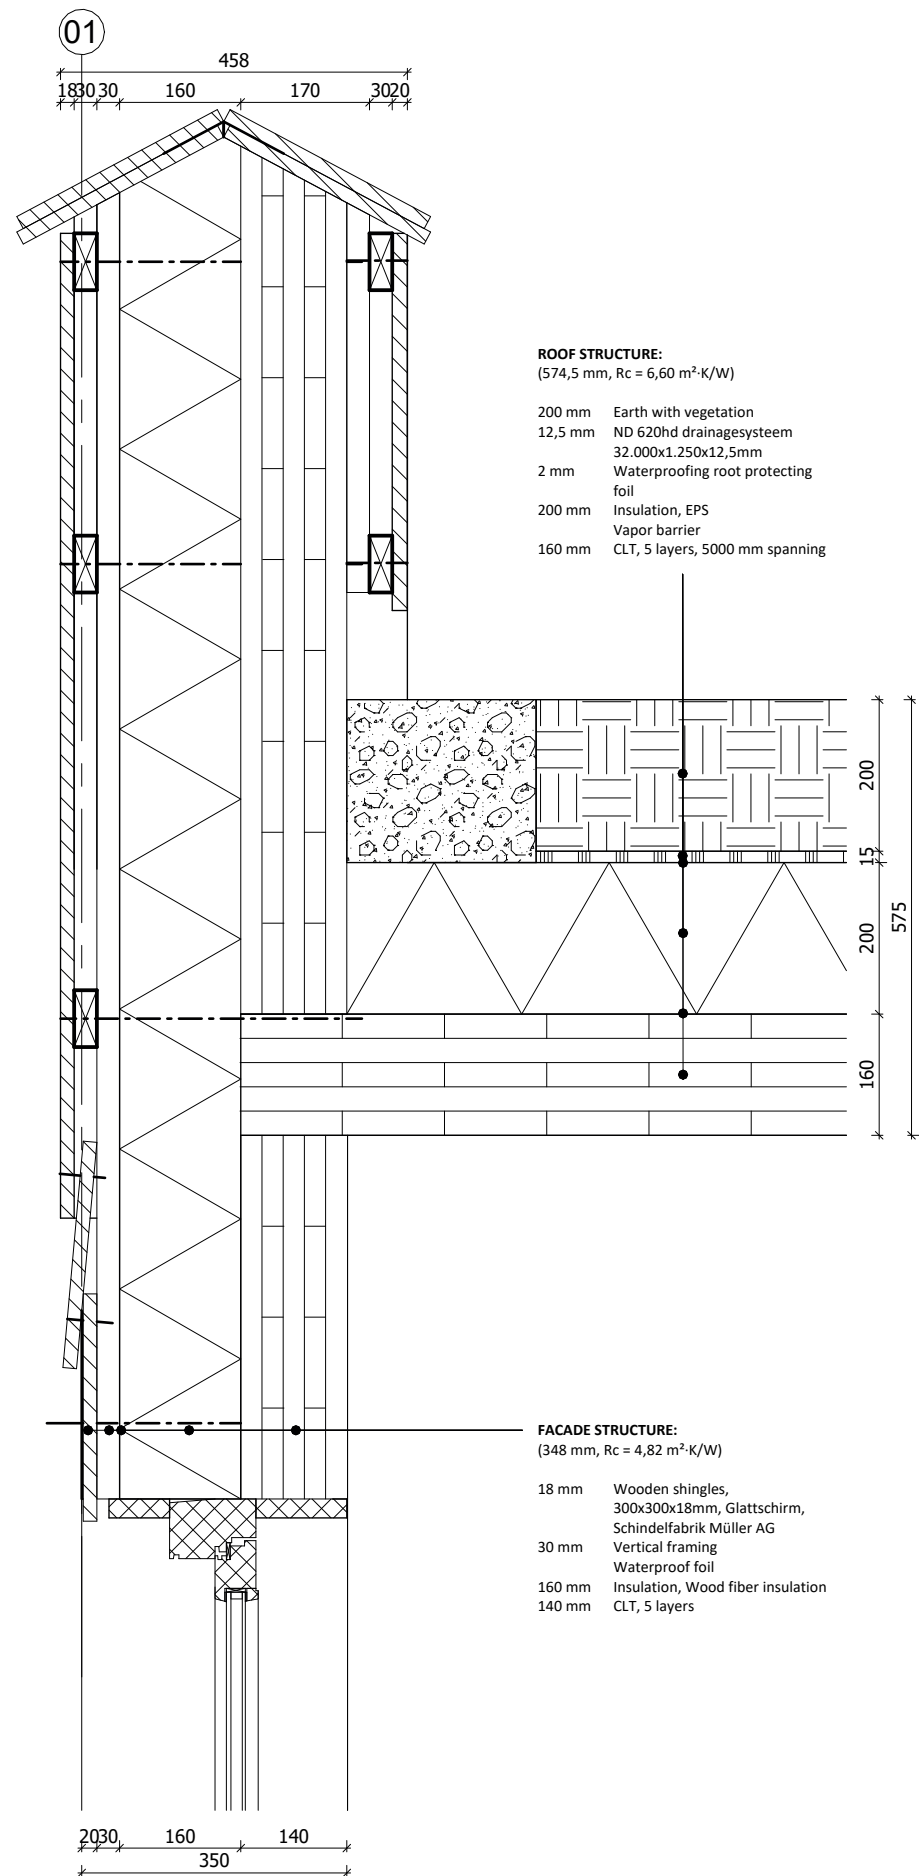 01
458
18 30 30 160 170 30 20
ROOF STRUCTURE:
(574,5 mm, Rc = 6,60 m²·K/W)
200 mm Earth with vegetation
12,5 mm ND 620hd drainagesysteem
32.000x1.250x12,5mm
2 mm Waterproofing root protecting
foil
200 mm Insulation, EPS
Vapor barrier
160 mm CLT, 5 layers, 5000 mm spanning
200
15
200
160
575
FACADE STRUCTURE:
(348 mm, Rc = 4,82 m²·K/W)
18 mm Wooden shingles,
300x300x18mm, Glattschirm,
Schindelfabrik Müller AG
30 mm Vertical framing
Waterproof foil
160 mm Insulation, Wood fiber insulation
140 mm CLT, 5 layers
20 30 160 140
350